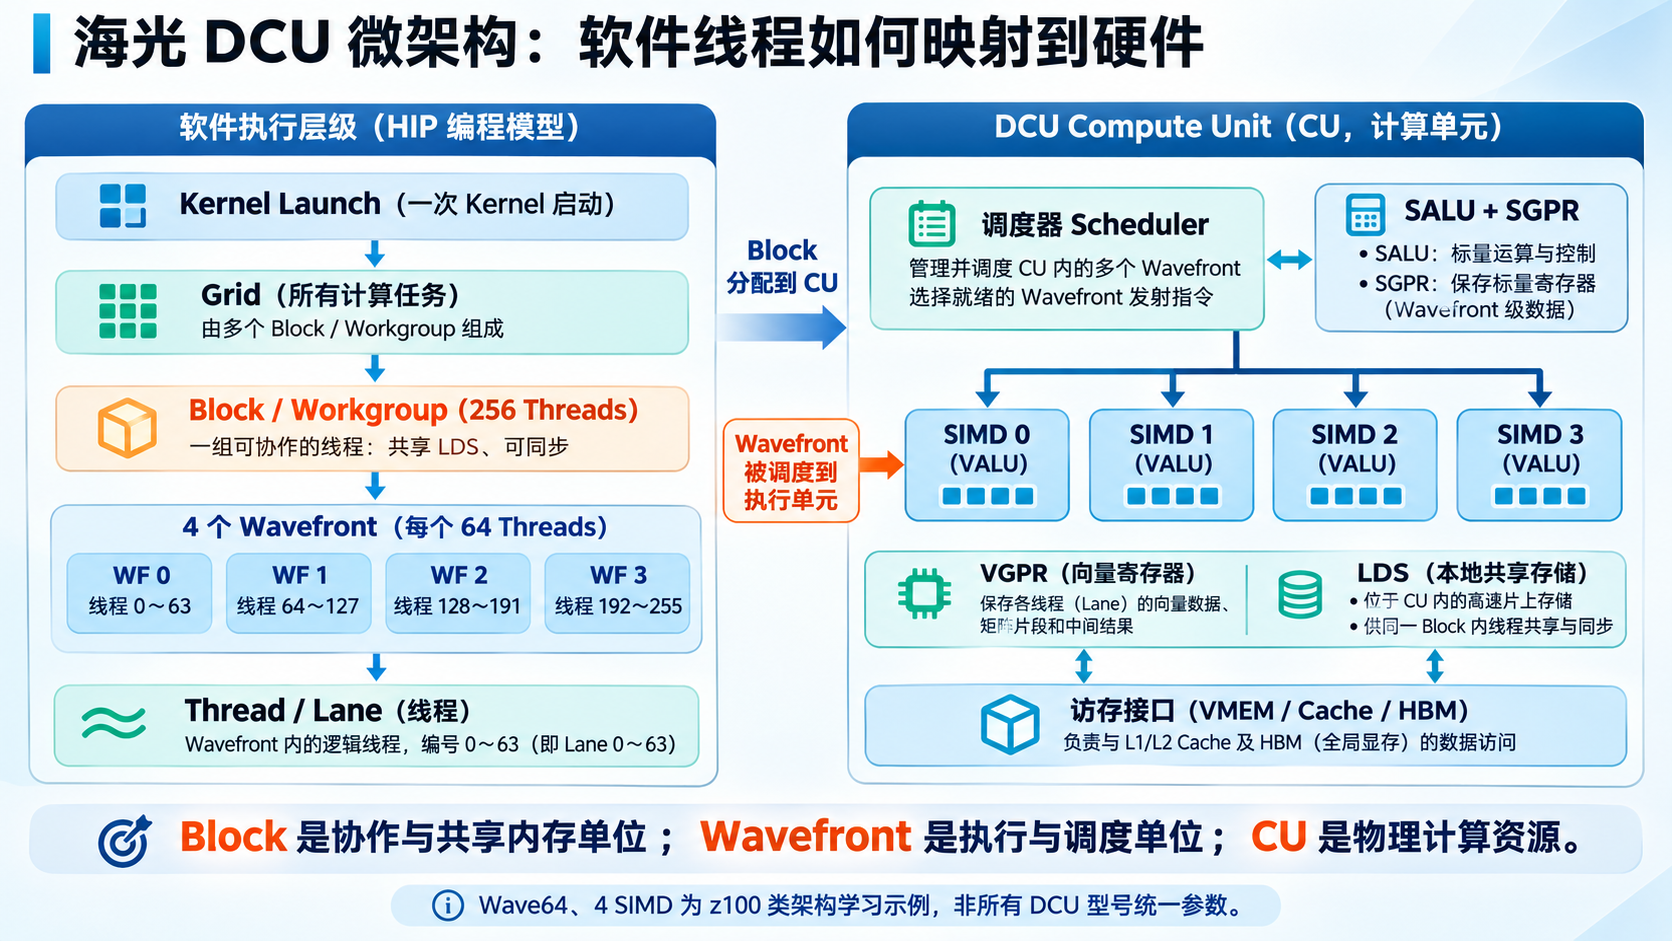 海光 DCU 微架构：软件线程如何映射到硬件
软件执行层级（HIP 编程模型）
Kernel Launch（一次 Kernel 启动）
Grid（所有计算任务）
由多个 Block / Workgroup 组成
Block / Workgroup（256 Threads）
一组可协作的线程：共享 LDS、可同步
4 个 Wavefront（每个 64 Threads）
WF 0
线程 0～63
WF 1
线程 64～127
WF 2
线程 128～191
WF 3
线程 192～255
Thread / Lane（线程）
Wavefront 内的逻辑线程，编号 0～63（即 Lane 0～63）
Block
分配到 CU
Wavefront
被调度到
执行单元
DCU Compute Unit（CU，计算单元）
调度器 Scheduler
管理并调度 CU 内的多个 Wavefront
选择就绪的 Wavefront 发射指令
SALU + SGPR
• SALU：标量运算与控制
• SGPR：保存标量寄存器
（Wavefront 级数据）
SIMD 0
（VALU）
SIMD 1
（VALU）
SIMD 2
（VALU）
SIMD 3
（VALU）
VGPR（向量寄存器）
保存各线程（Lane）的向量数据、
矩阵片段和中间结果
LDS（本地共享存储）
• 位于 CU 内的高速片上存储
• 供同一 Block 内线程共享与同步
访存接口（VMEM / Cache / HBM）
负责与 L1/L2 Cache 及 HBM（全局显存）的数据访问
Block 是协作与共享内存单位；Wavefront 是执行与调度单位；CU 是物理计算资源。
Wave64、4 SIMD 为 z100 类架构学习示例，非所有 DCU 型号统一参数。